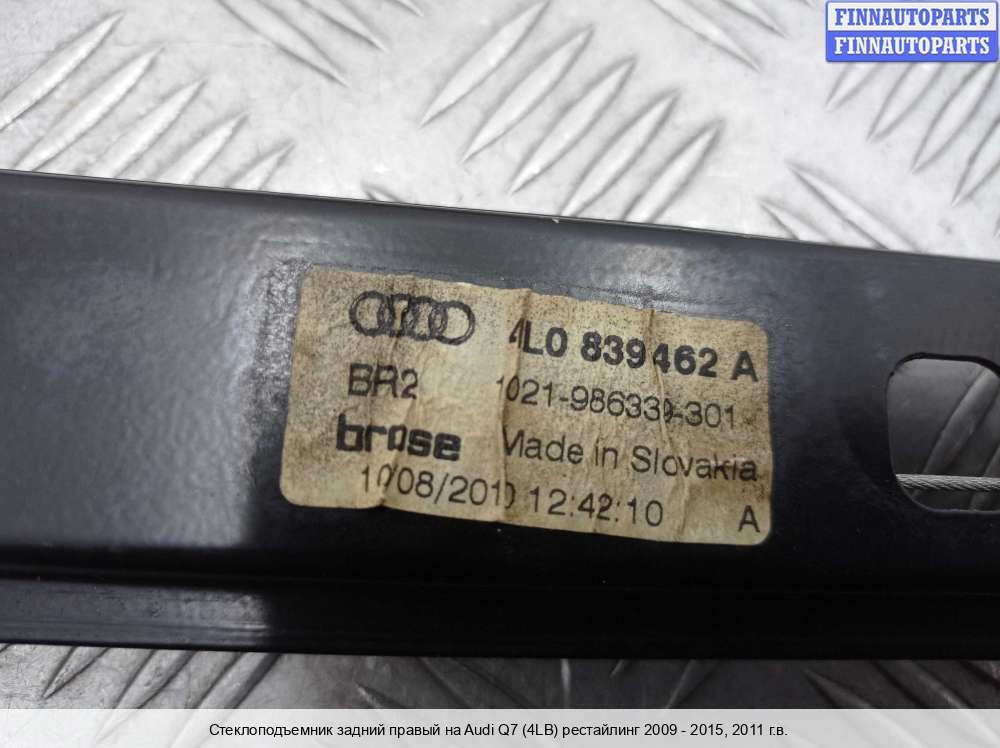 FINNAUTOPARTS
FINNAUTOPARTS
4L0 839462 A
BR2 1021-986339-301
brose Made in Slovakia
10/08/2010 12:42:10 A
Стеклоподъемник задний правый на Audi Q7 (4LB) рестайлинг 2009 - 2015, 2011 г.в.